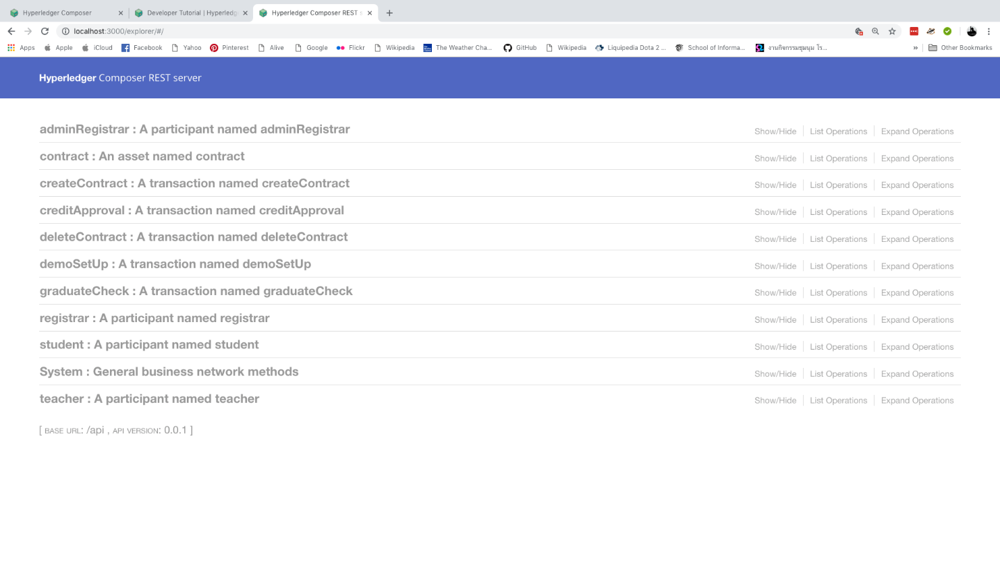 Hyperledger Composer
Developer Tutorial | Hyperledg
Hyperledger Composer REST s
localhost:3000/explorer/#/
Apps Apple iCloud Facebook Yahoo Pinterest Alive Google Flickr Wikipedia The Weather Cha... GitHub Wikipedia Liquipedia Dota 2 ... School of Informa... งานกิจกรรมชุมนุม โร... » Other Bookmarks
Hyperledger Composer REST server
adminRegistrar : A participant named adminRegistrar Show/Hide List Operations Expand Operations
contract : An asset named contract Show/Hide List Operations Expand Operations
createContract : A transaction named createContract Show/Hide List Operations Expand Operations
creditApproval : A transaction named creditApproval Show/Hide List Operations Expand Operations
deleteContract : A transaction named deleteContract Show/Hide List Operations Expand Operations
demoSetUp : A transaction named demoSetUp Show/Hide List Operations Expand Operations
graduateCheck : A transaction named graduateCheck Show/Hide List Operations Expand Operations
registrar : A participant named registrar Show/Hide List Operations Expand Operations
student : A participant named student Show/Hide List Operations Expand Operations
System : General business network methods Show/Hide List Operations Expand Operations
teacher : A participant named teacher Show/Hide List Operations Expand Operations
[ BASE URL: /api , API VERSION: 0.0.1 ]